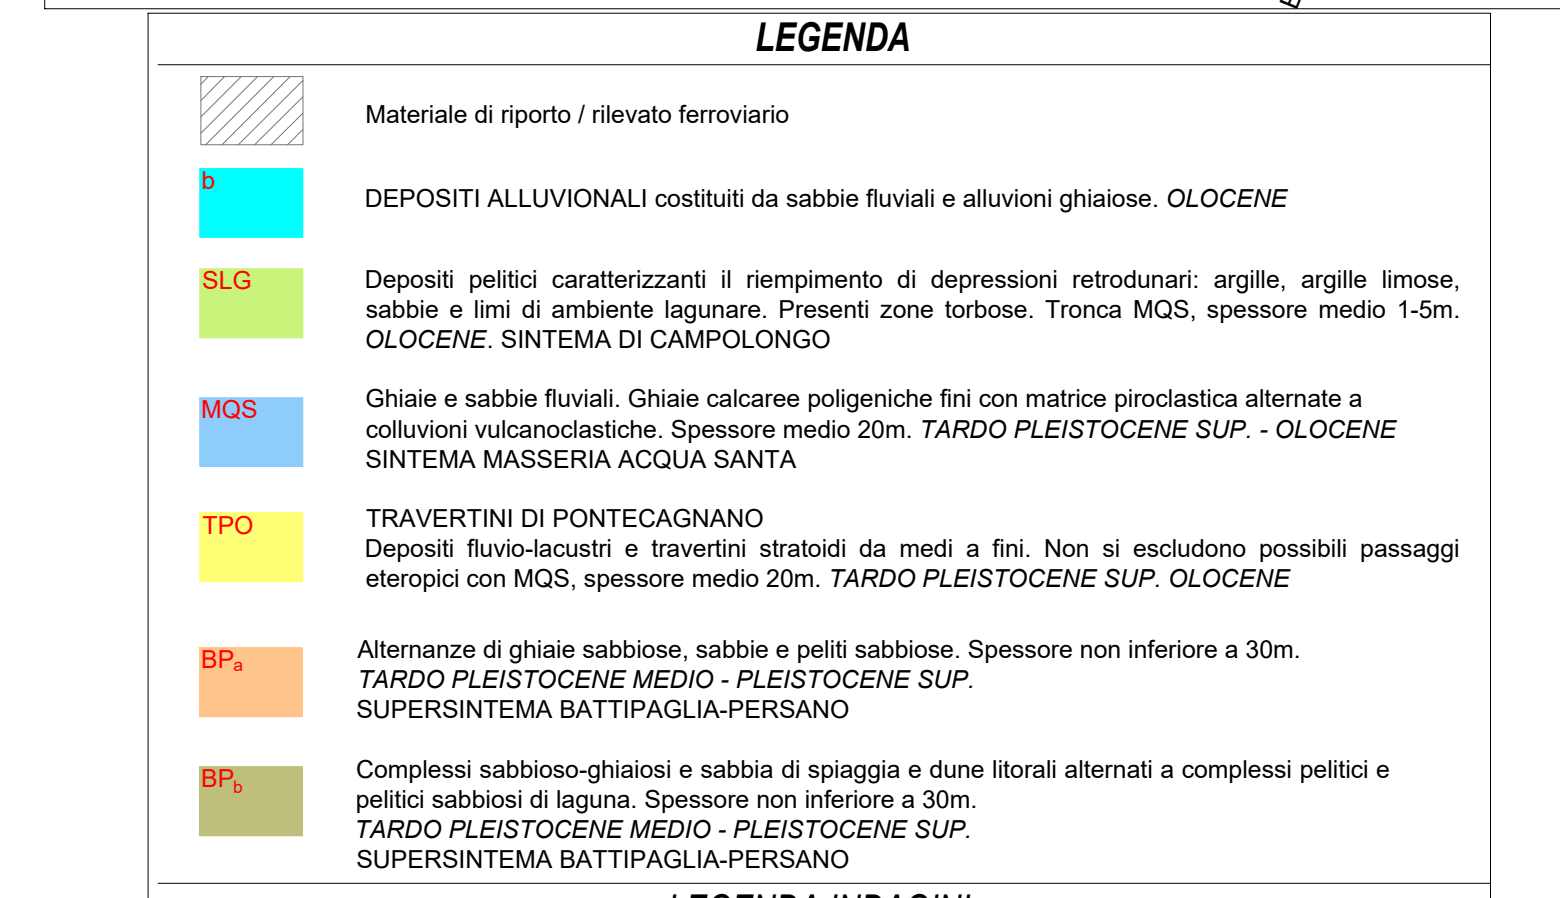 LEGENDA
Materiale di riporto / rilevato ferroviario
b
DEPOSITI ALLUVIONALI costituiti da sabbie fluviali e alluvioni ghiaiose. OLOCENE
SLG
Depositi pelitici caratterizzanti il riempimento di depressioni retrodunari: argille, argille limose,
sabbie e limi di ambiente lagunare. Presenti zone torbose. Tronca MQS, spessore medio 1-5m.
OLOCENE. SINTEMA DI CAMPOLONGO
MQS
Ghiaie e sabbie fluviali. Ghiaie calcaree poligeniche fini con matrice piroclastica alternate a
colluvioni vulcanoclastiche. Spessore medio 20m. TARDO PLEISTOCENE SUP. - OLOCENE
SINTEMA MASSERIA ACQUA SANTA
TPO
TRAVERTINI DI PONTECAGNANO
Depositi fluvio-lacustri e travertini stratoidi da medi a fini. Non si escludono possibili passaggi
eteropici con MQS, spessore medio 20m. TARDO PLEISTOCENE SUP. OLOCENE
BPa
Alternanze di ghiaie sabbiose, sabbie e peliti sabbiose. Spessore non inferiore a 30m.
TARDO PLEISTOCENE MEDIO - PLEISTOCENE SUP.
SUPERSINTEMA BATTIPAGLIA-PERSANO
BPb
Complessi sabbioso-ghiaiosi e sabbia di spiaggia e dune litorali alternati a complessi pelitici e
pelitici sabbiosi di laguna. Spessore non inferiore a 30m.
TARDO PLEISTOCENE MEDIO - PLEISTOCENE SUP.
SUPERSINTEMA BATTIPAGLIA-PERSANO
LEGENDA INDAGINI